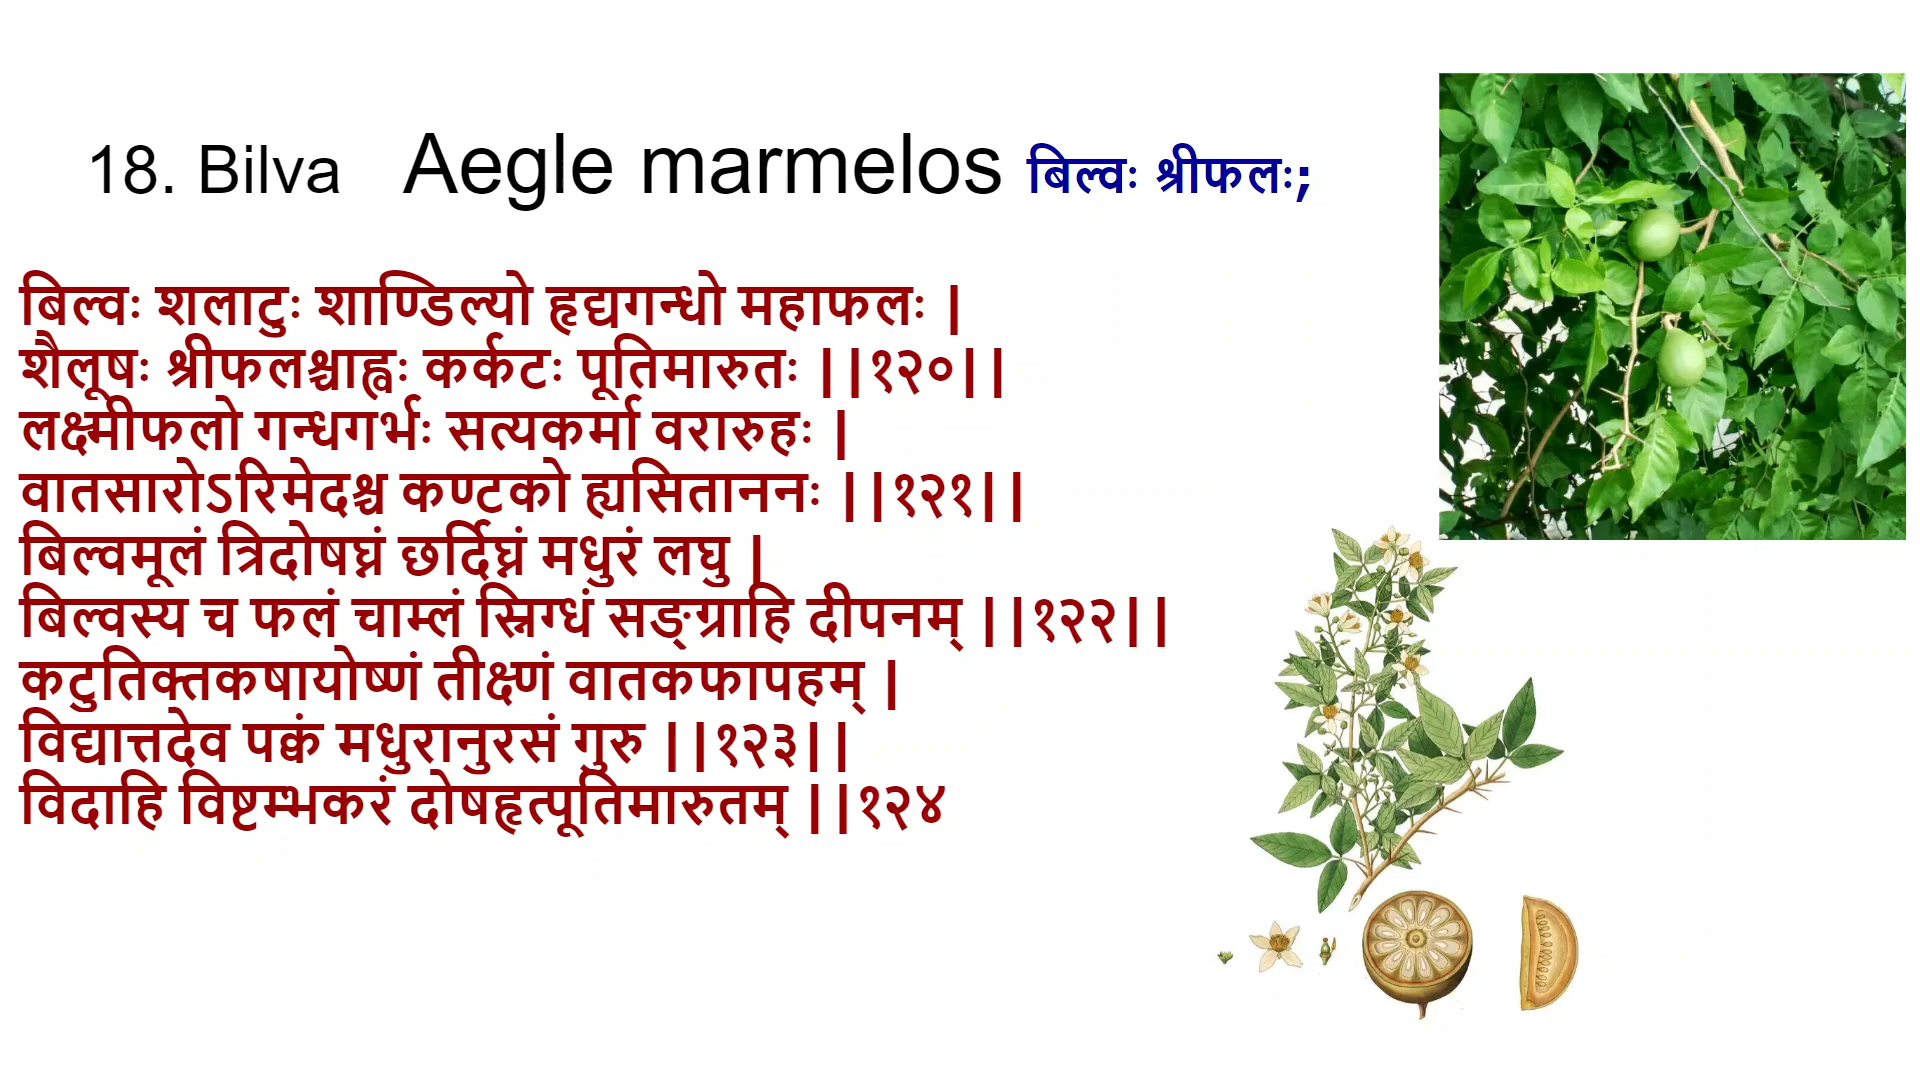 18. Bilva Aegle marmelos बिल्वः श्रीफलः;
बिल्वः शलाटुः शाण्डिल्यो हृद्यगन्धो महाफलः |
शैलूषः श्रीफलश्चाह्वः कर्कटः पूतिमारुतः ||१२०||
लक्ष्मीफलो गन्धगर्भः सत्यकर्मा वरारुहः |
वातसारोऽरिमेदश्च कण्टको ह्यसिताननः ||१२१||
बिल्वमूलं त्रिदोषघ्नं छर्दिघ्नं मधुरं लघु |
बिल्वस्य च फलं चाम्लं स्निग्धं सङ्ग्राहि दीपनम् ||१२२||
कटुतिक्तकषायोष्णं तीक्ष्णं वातकफापहम् |
विद्यात्तदेव पक्वं मधुरानुरसं गुरु ||१२३||
विदाहि विष्टम्भकरं दोषहृत्पूतिमारुतम् ||१२४